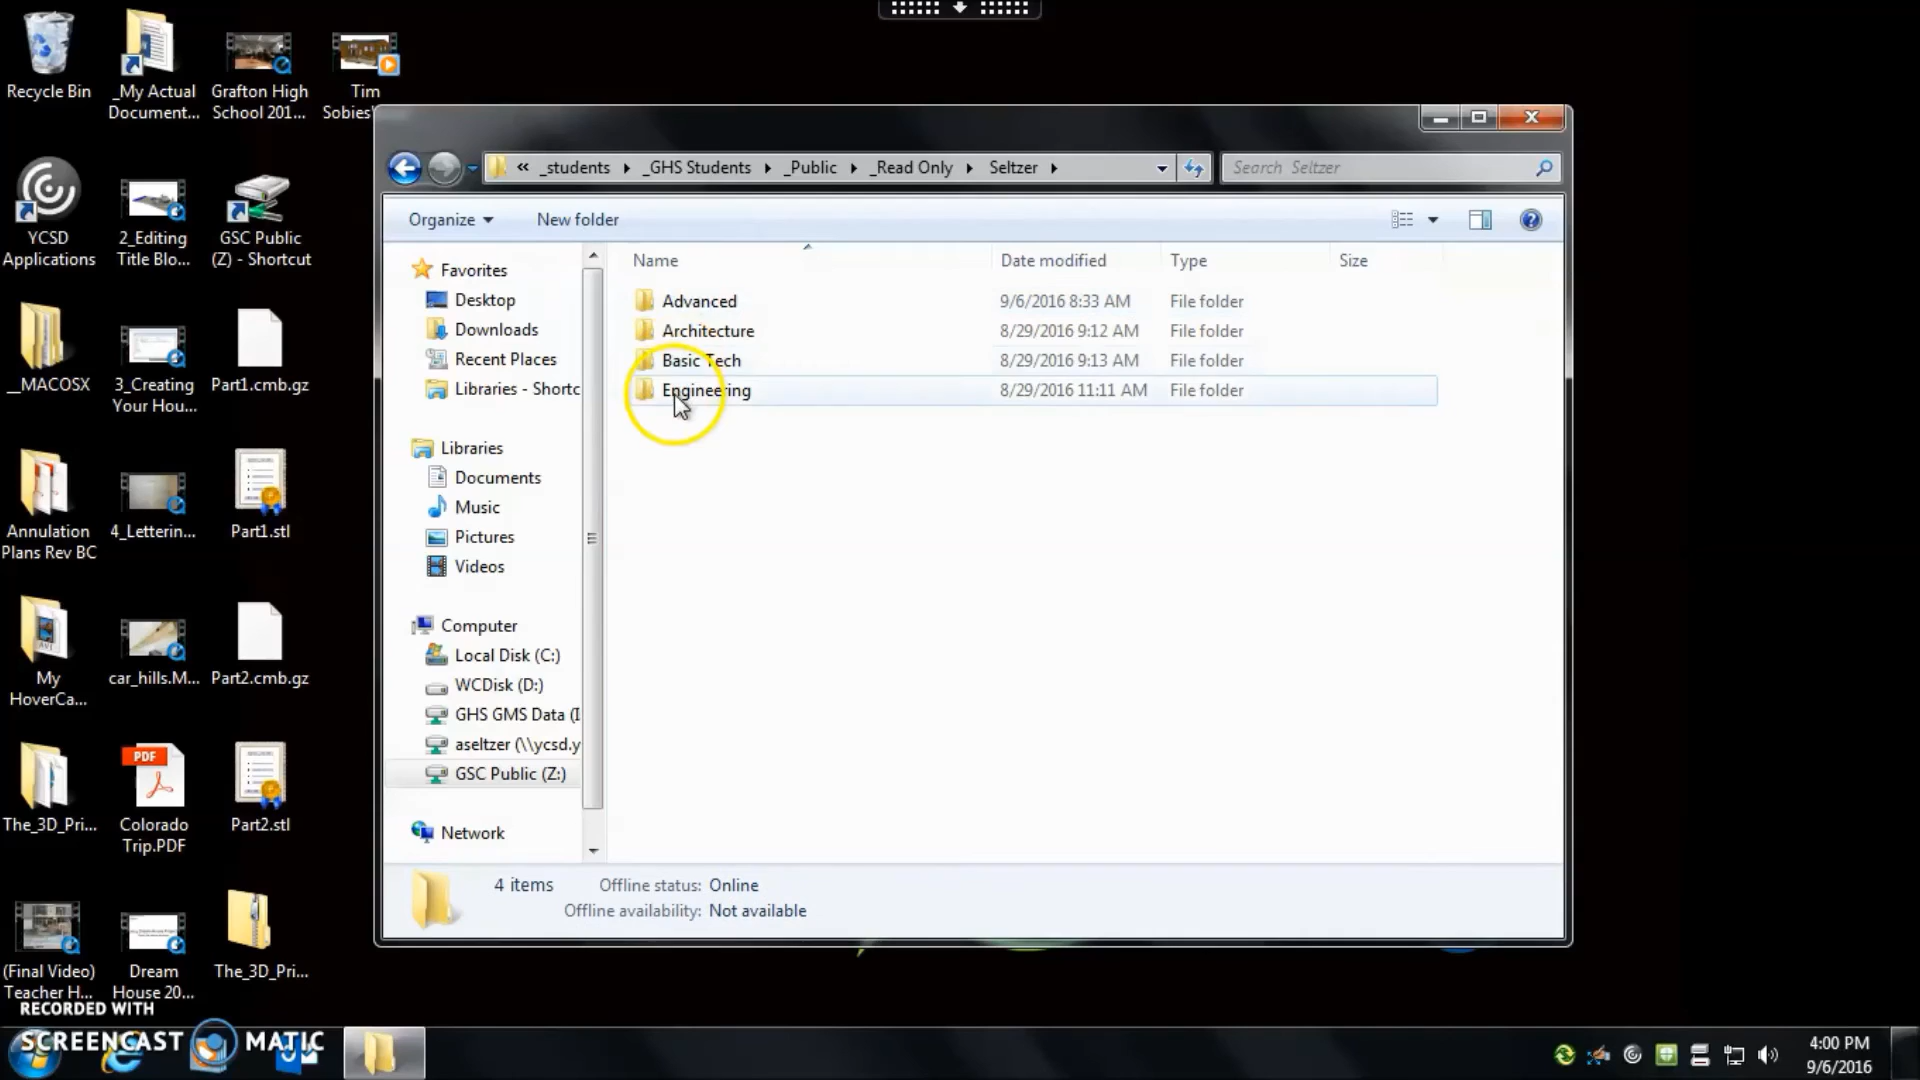 Recycle Bin
_My Actual
Document...
Grafton High
School 201...
Tim
Sobies'
YCSD
Applications
2_Editing
Title Blo...
GSC Public
(Z) - Shortcut
__MACOSX
3_Creating
Your Hou...
Part1.cmb.gz
Annulation
Plans Rev BC
4_Letterin...
Part1.stl
My
HoverCa...
car_hills.M...
Part2.cmb.gz
The_3D_Pri...
PDF
Colorado
Trip.PDF
Part2.stl
(Final Video)
Teacher H...
Dream
House 20...
The_3D_Pri...
« _students _GHS Students _Public _Read Only Seltzer
Search Seltzer
Organize New folder
Favorites
Desktop
Downloads
Recent Places
Libraries - Shortc
Libraries
Documents
Music
Pictures
Videos
Computer
Local Disk (C:)
WCDisk (D:)
GHS GMS Data (I
aseltzer (\\ycsd.y
GSC Public (Z:)
Network
Name Date modified Type Size
Advanced 9/6/2016 8:33 AM File folder
Architecture 8/29/2016 9:12 AM File folder
Basic Tech 8/29/2016 9:13 AM File folder
Engineering 8/29/2016 11:11 AM File folder
4 items Offline status: Online
Offline availability: Not available
RECORDED WITH
SCREENCAST MATIC
4:00 PM
9/6/2016